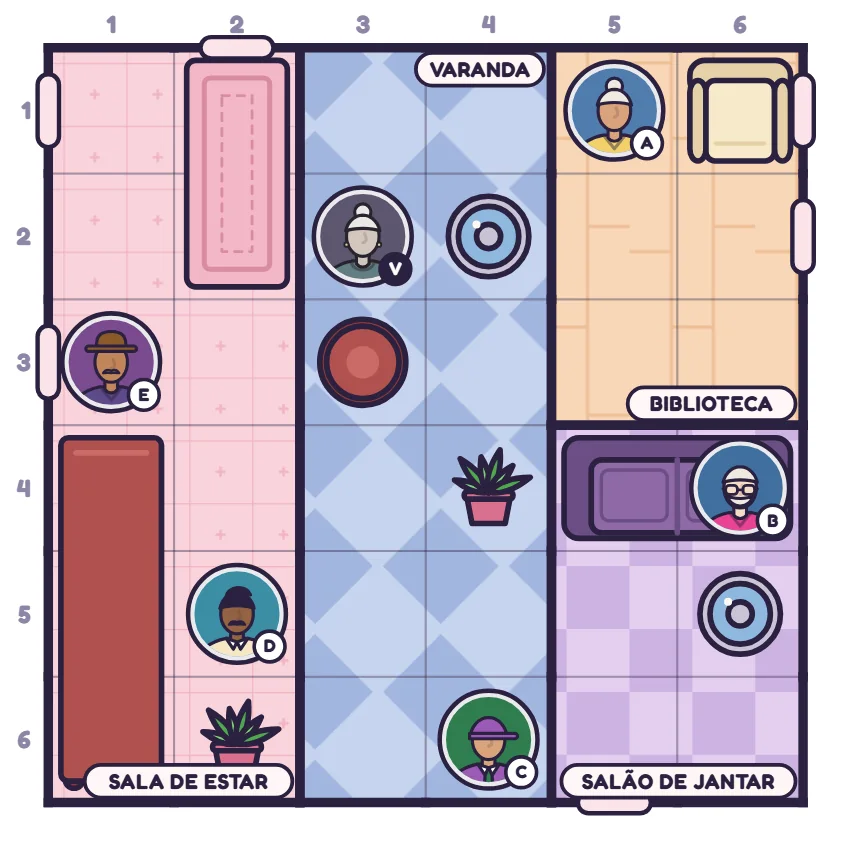 1 2 3 4 5 6
VARANDA
1
A
2
V
3
E
BIBLIOTECA
4
B
5
D
6
C
SALA DE ESTAR
SALÃO DE JANTAR